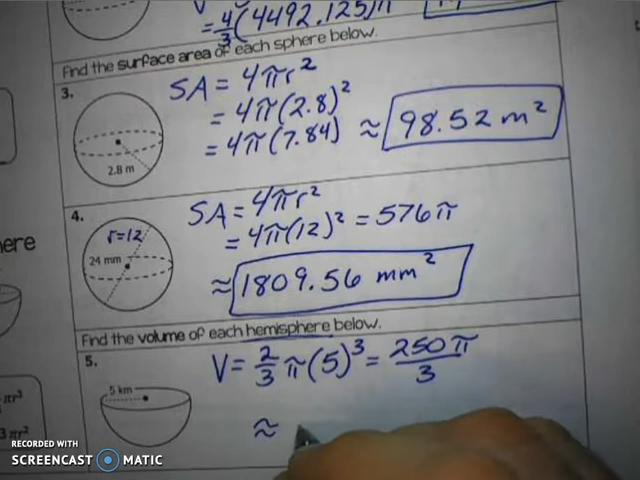 V
= 4/3 (4492.125)π
Find the surface area of each sphere below.
3.
SA = 4πr²
= 4π(2.8)²
= 4π(7.84) ≈ 98.52 m²
2.8 m
4.
SA = 4πr²
r=12
= 4π(12)² = 576π
24 mm
≈ 1809.56 mm²
Find the volume of each hemisphere below.
5.
V = 2/3 π(5)³ = 250π/3
5 km
≈
πr³
πr³
RECORDED WITH
SCREENCAST MATIC